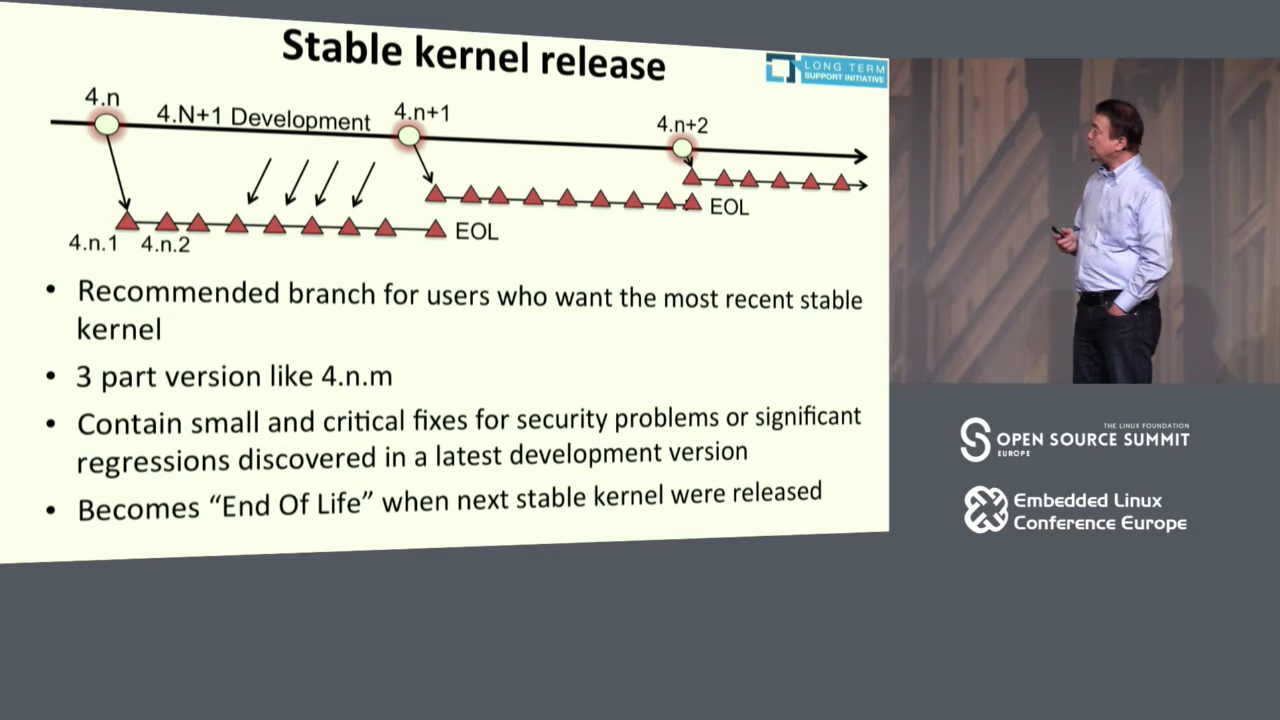 Stable kernel release
LONG TERM
SUPPORT INITIATIVE
4.n
4.N+1 Development
4.n+1
4.n+2
EOL
EOL
4.n.1
4.n.2
• Recommended branch for users who want the most recent stable
kernel
• 3 part version like 4.n.m
• Contain small and critical fixes for security problems or significant
regressions discovered in a latest development version
• Becomes “End Of Life” when next stable kernel were released
THE LINUX FOUNDATION
OPEN SOURCE SUMMIT
EUROPE
Embedded Linux
Conference Europe